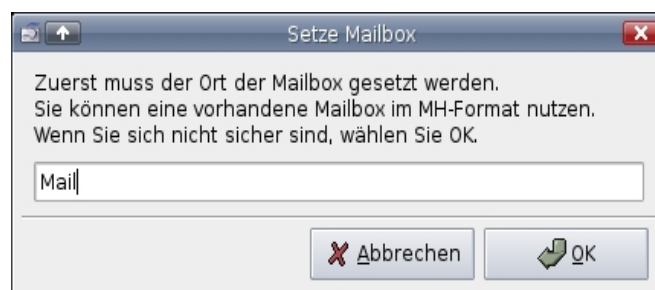 Setze Mailbox
Zuerst muss der Ort der Mailbox gesetzt werden.
Sie können eine vorhandene Mailbox im MH-Format nutzen.
Wenn Sie sich nicht sicher sind, wählen Sie OK.
Mail
Abbrechen
OK